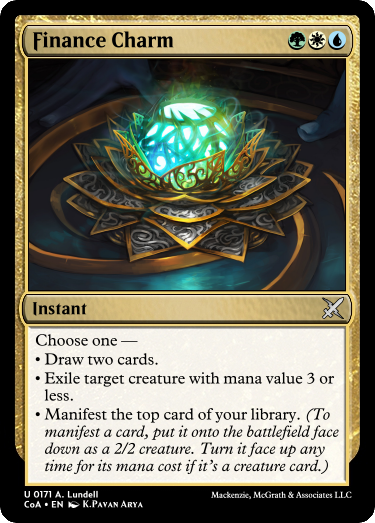 Finance Charm
Instant
Choose one —
• Draw two cards.
• Exile target creature with mana value 3 or
less.
• Manifest the top card of your library. (To
manifest a card, put it onto the battlefield face
down as a 2/2 creature. Turn it face up any
time for its mana cost if it's a creature card.)
U 0171 A. Lundell
CoA • EN K. Pavan Arya
Mackenzie, McGrath & Associates LLC